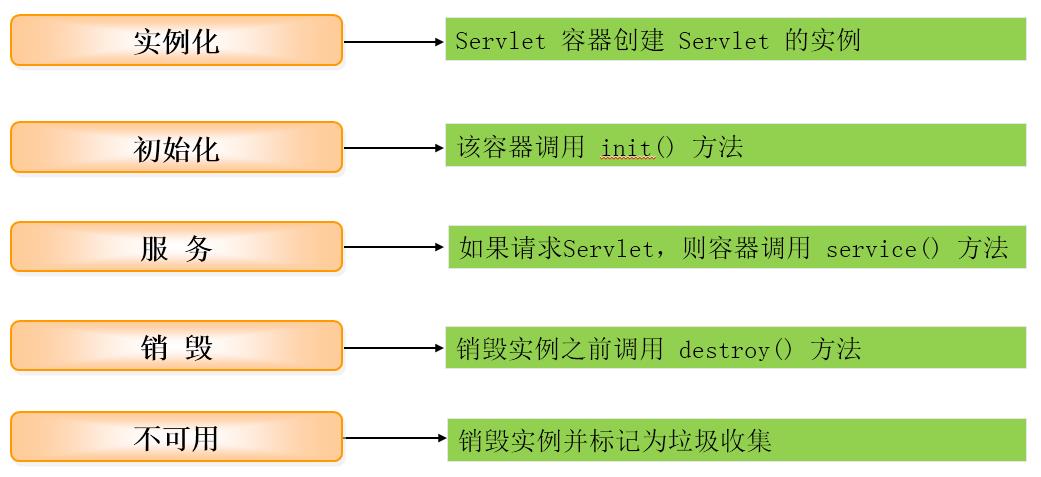 实例化
Servlet 容器创建 Servlet 的实例
初始化
该容器调用 init() 方法
服 务
如果请求Servlet，则容器调用 service() 方法
销 毁
销毁实例之前调用 destroy() 方法
不可用
销毁实例并标记为垃圾收集